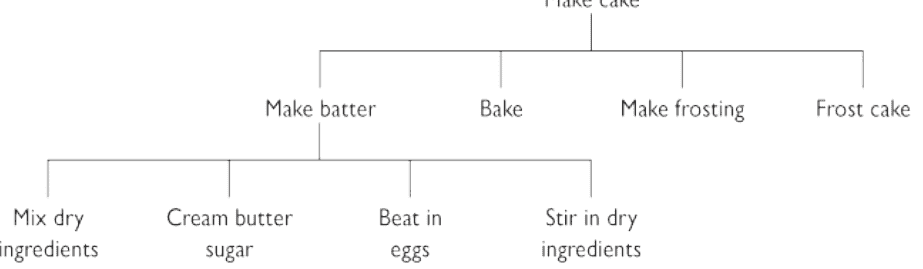 Make cake
Make batter Bake Make frosting Frost cake
Mix dry Cream butter Beat in Stir in dry
ingredients sugar eggs ingredients